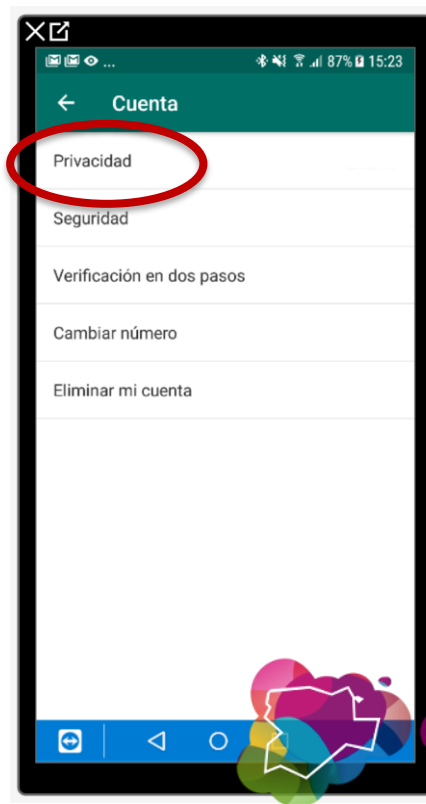 ... 87% 15:23
Cuenta
Privacidad
Seguridad
Verificación en dos pasos
Cambiar número
Eliminar mi cuenta